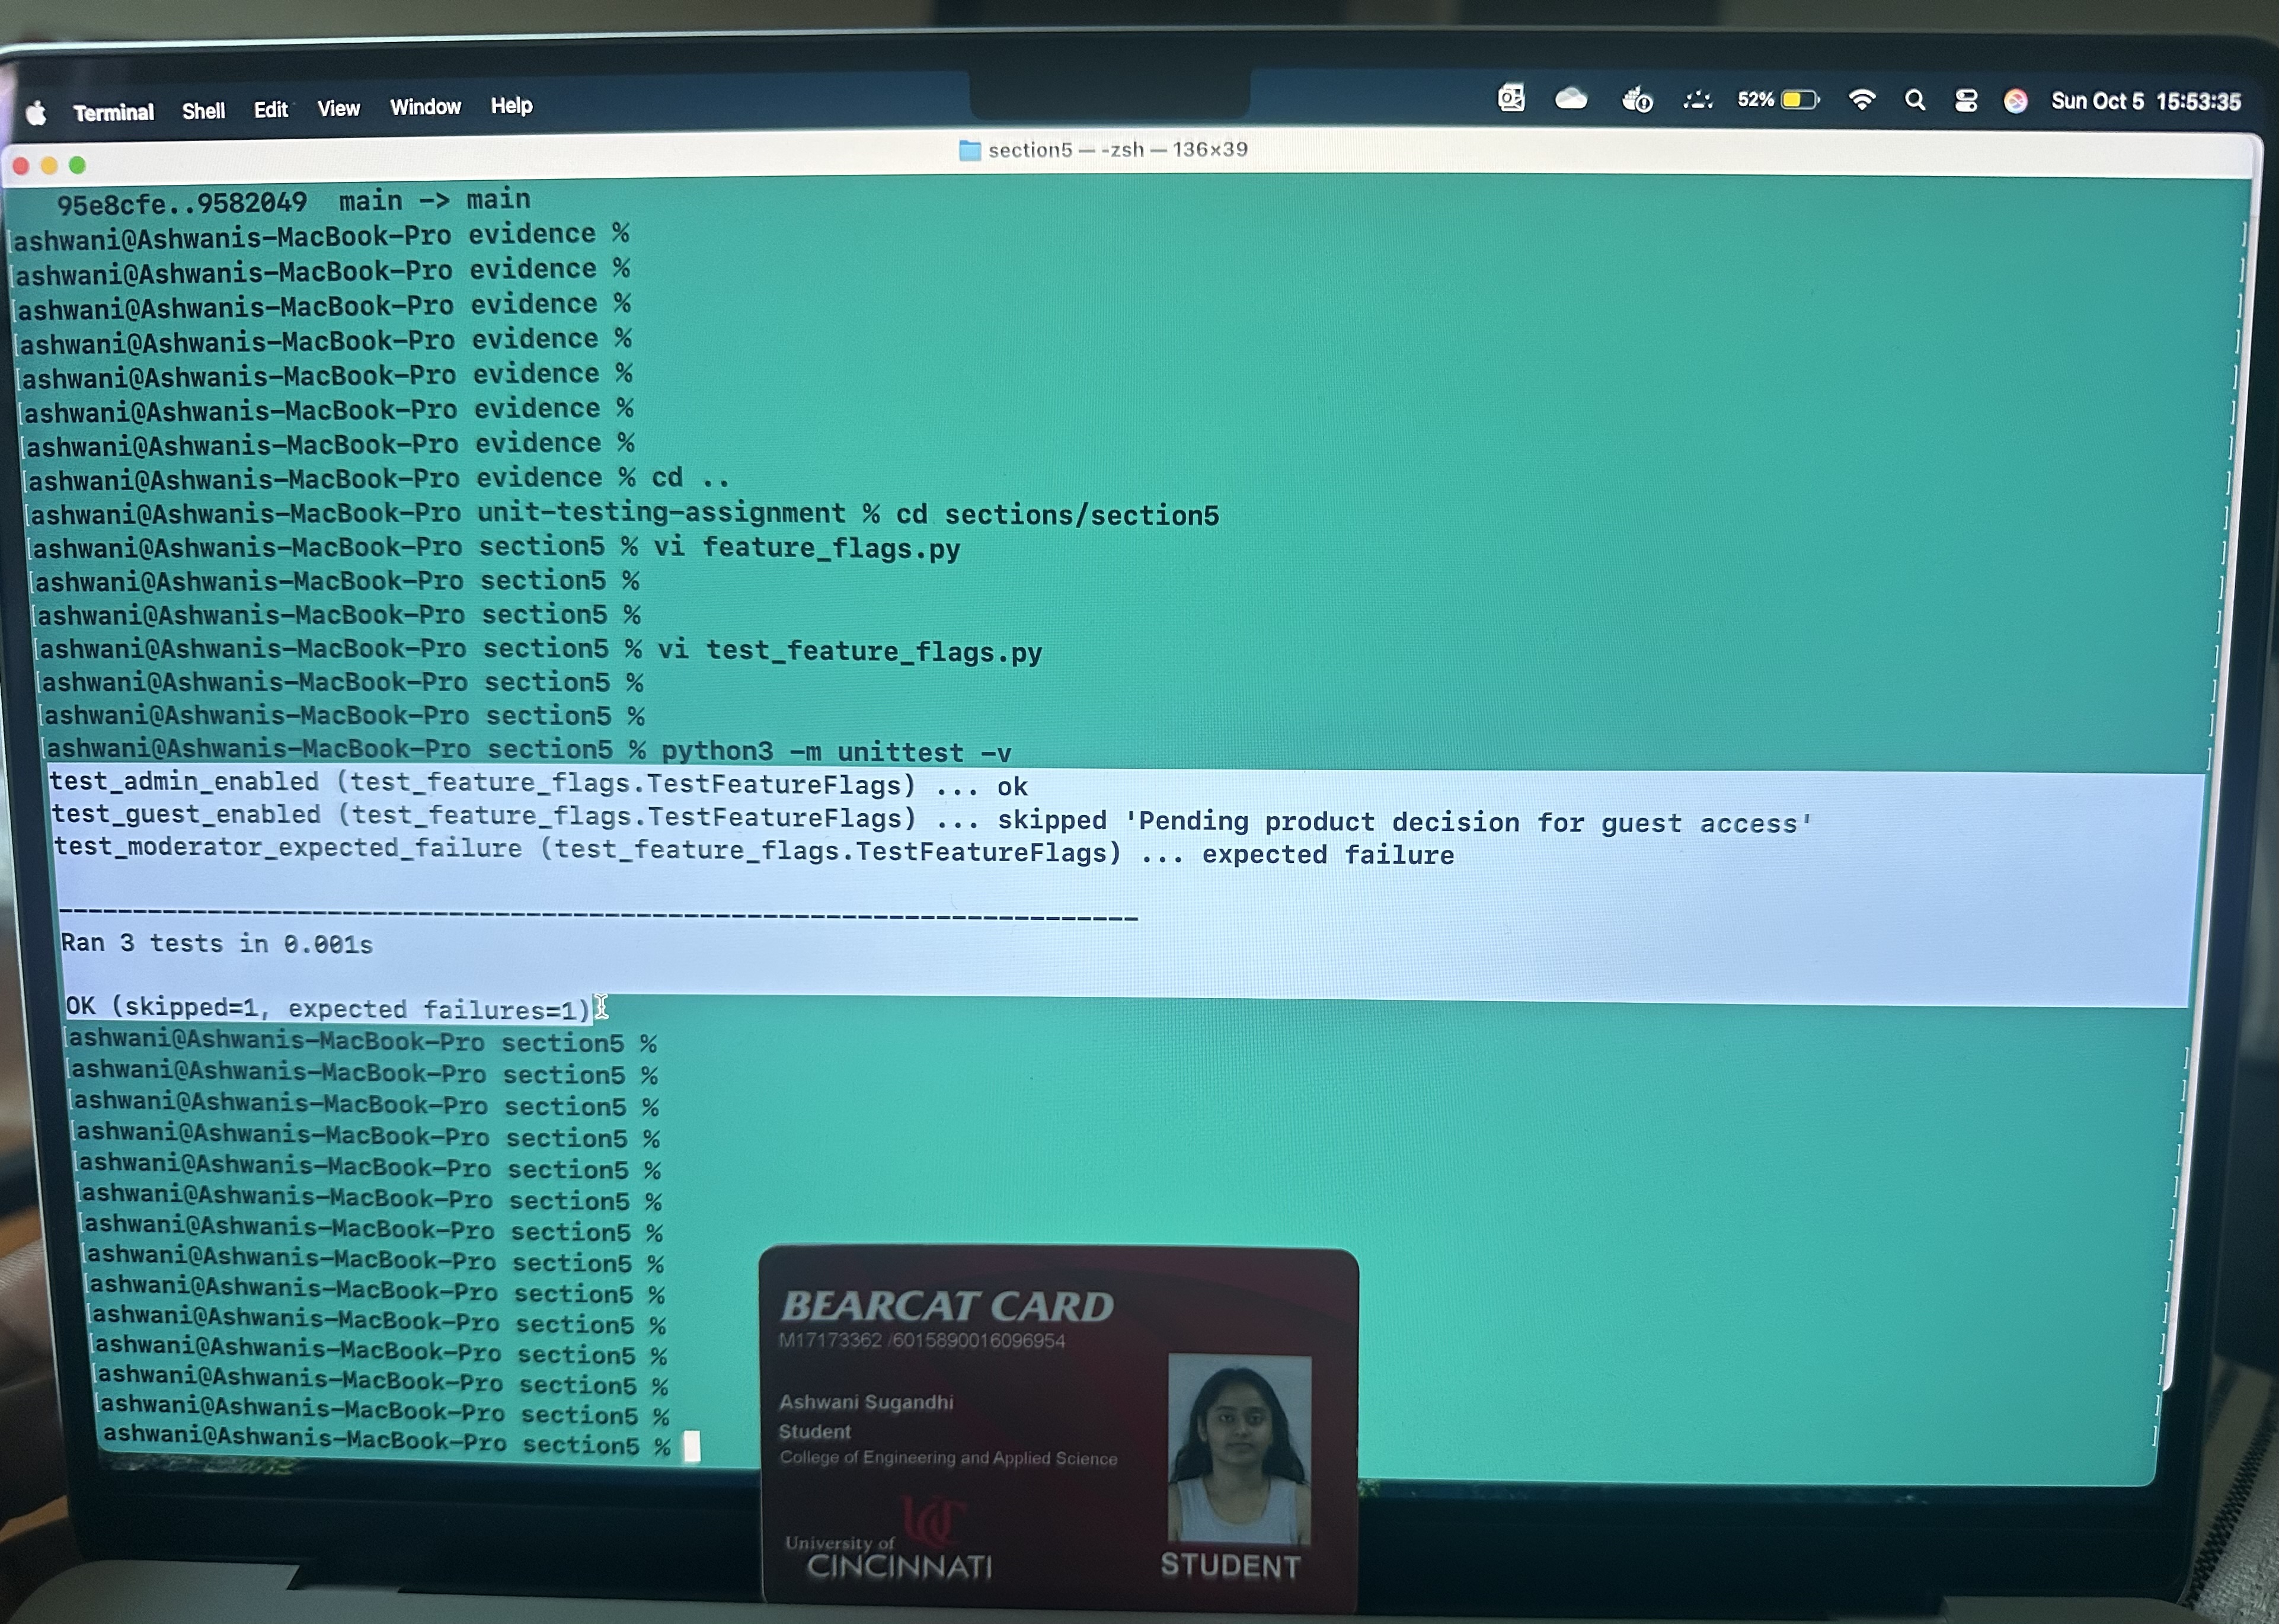 Terminal Shell Edit View Window Help 52% Sun Oct 5 15:53:35
section5 — -zsh — 136×39
95e8cfe..9582049 main -> main
ashwani@Ashwanis-MacBook-Pro evidence %
ashwani@Ashwanis-MacBook-Pro evidence %
ashwani@Ashwanis-MacBook-Pro evidence %
ashwani@Ashwanis-MacBook-Pro evidence %
ashwani@Ashwanis-MacBook-Pro evidence %
ashwani@Ashwanis-MacBook-Pro evidence %
ashwani@Ashwanis-MacBook-Pro evidence %
ashwani@Ashwanis-MacBook-Pro evidence % cd ..
ashwani@Ashwanis-MacBook-Pro unit-testing-assignment % cd sections/section5
ashwani@Ashwanis-MacBook-Pro section5 % vi feature_flags.py
ashwani@Ashwanis-MacBook-Pro section5 %
ashwani@Ashwanis-MacBook-Pro section5 %
ashwani@Ashwanis-MacBook-Pro section5 % vi test_feature_flags.py
ashwani@Ashwanis-MacBook-Pro section5 %
ashwani@Ashwanis-MacBook-Pro section5 %
ashwani@Ashwanis-MacBook-Pro section5 % python3 -m unittest -v
test_admin_enabled (test_feature_flags.TestFeatureFlags) ... ok
test_guest_enabled (test_feature_flags.TestFeatureFlags) ... skipped 'Pending product decision for guest access'
test_moderator_expected_failure (test_feature_flags.TestFeatureFlags) ... expected failure
----------------------------------------------------------------------
Ran 3 tests in 0.001s
OK (skipped=1, expected failures=1)
ashwani@Ashwanis-MacBook-Pro section5 %
ashwani@Ashwanis-MacBook-Pro section5 %
ashwani@Ashwanis-MacBook-Pro section5 %
ashwani@Ashwanis-MacBook-Pro section5 %
ashwani@Ashwanis-MacBook-Pro section5 %
ashwani@Ashwanis-MacBook-Pro section5 %
ashwani@Ashwanis-MacBook-Pro section5 %
ashwani@Ashwanis-MacBook-Pro section5 %
ashwani@Ashwanis-MacBook-Pro section5 %
ashwani@Ashwanis-MacBook-Pro section5 %
ashwani@Ashwanis-MacBook-Pro section5 %
ashwani@Ashwanis-MacBook-Pro section5 %
ashwani@Ashwanis-MacBook-Pro section5 %
ashwani@Ashwanis-MacBook-Pro section5 %
BEARCAT CARD
M17173362 /6015890016096954
Ashwani Sugandhi
Student
College of Engineering and Applied Science
UC
University of
CINCINNATI
STUDENT